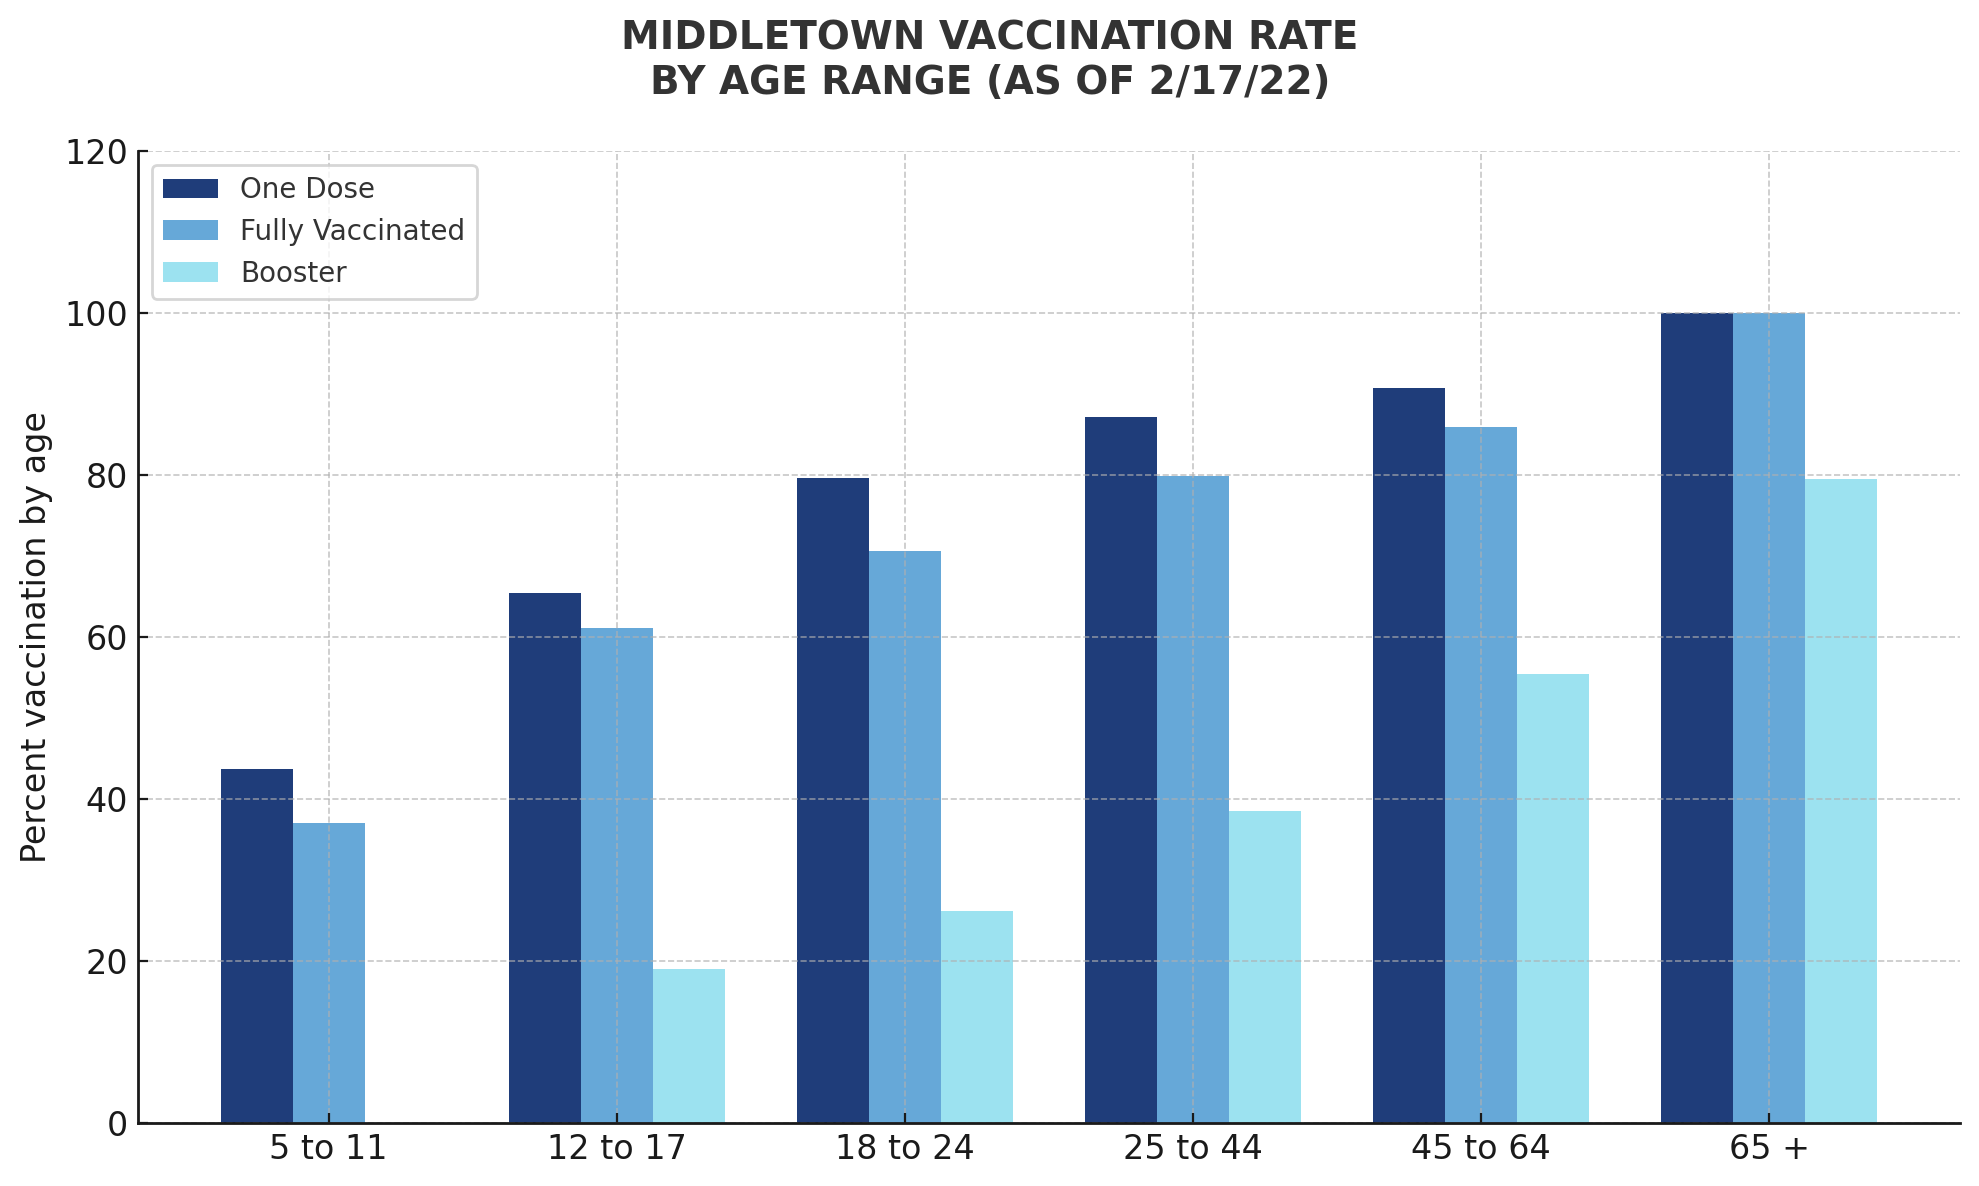 MIDDLETOWN VACCINATION RATE
BY AGE RANGE (AS OF 2/17/22)
120
100
80
60
40
20
0
Percent vaccination by age
One Dose
Fully Vaccinated
Booster
5 to 11
12 to 17
18 to 24
25 to 44
45 to 64
65 +